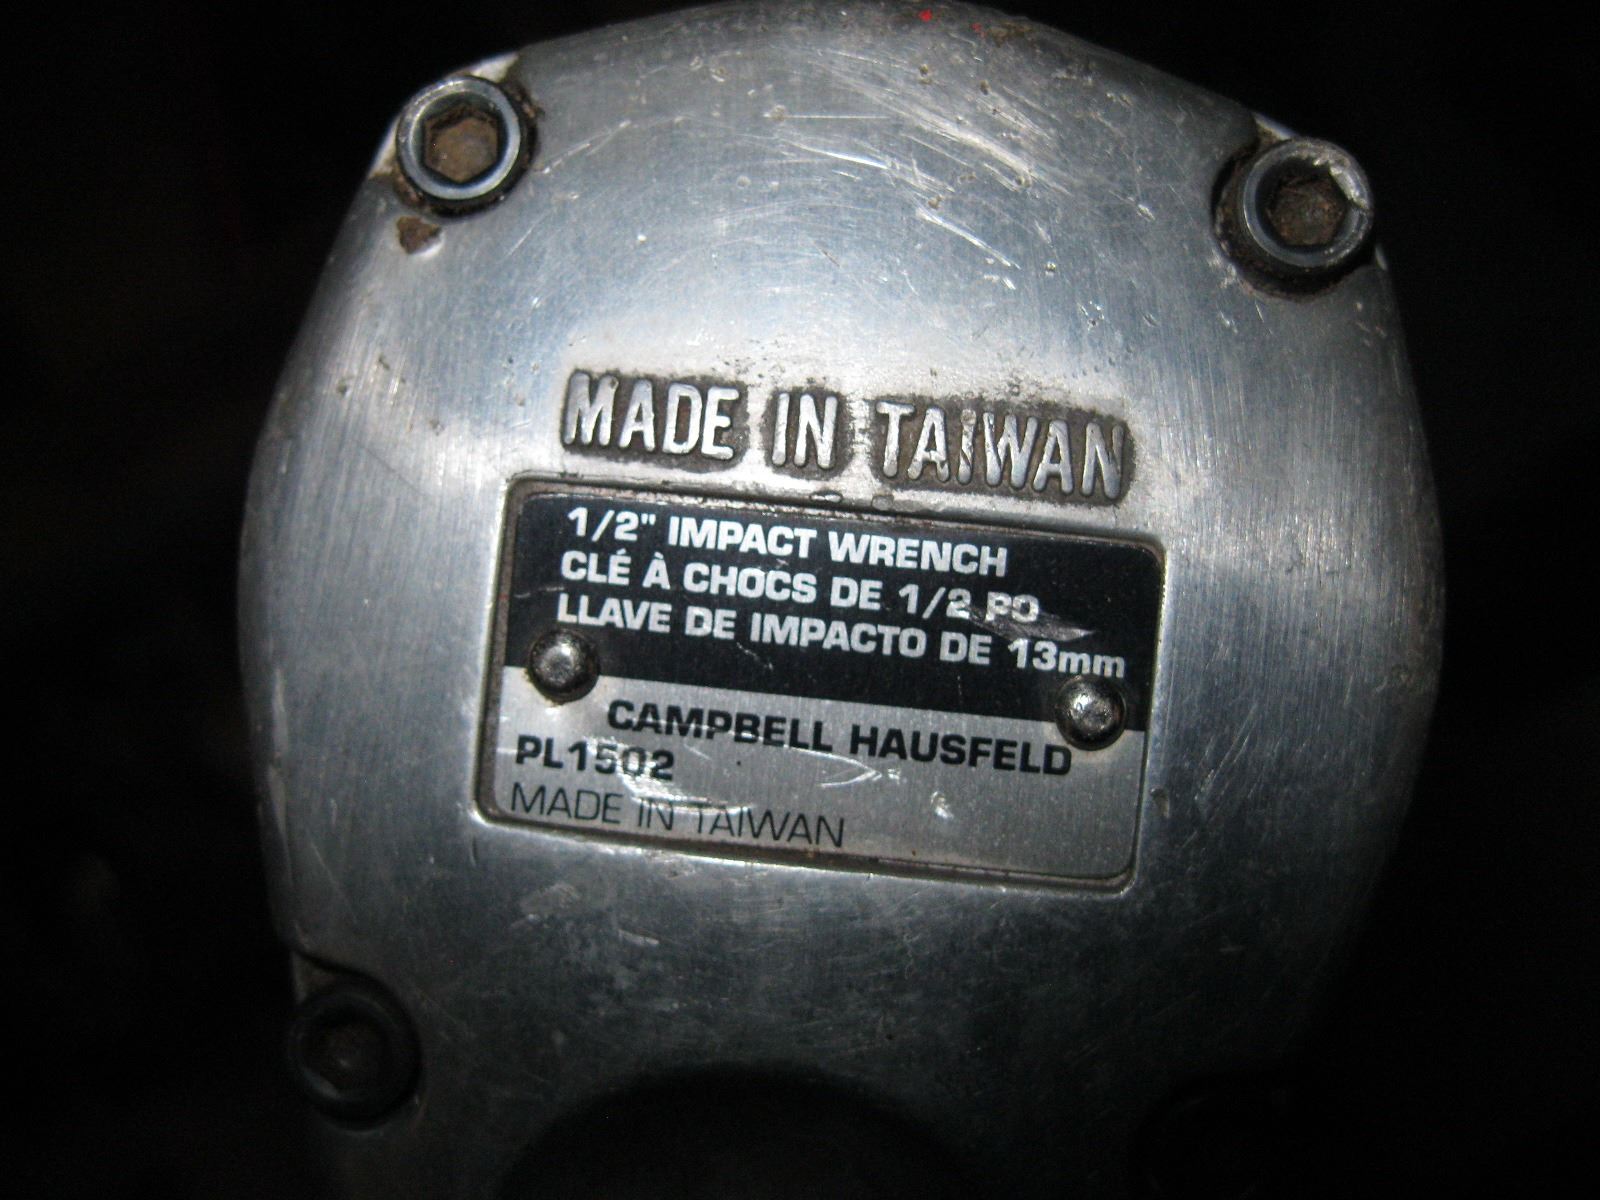 MADE IN TAIWAN
1/2" IMPACT WRENCH
CLÉ À CHOCS DE 1/2 PO
LLAVE DE IMPACTO DE 13mm
CAMPBELL HAUSFELD
PL1502
MADE IN TAIWAN